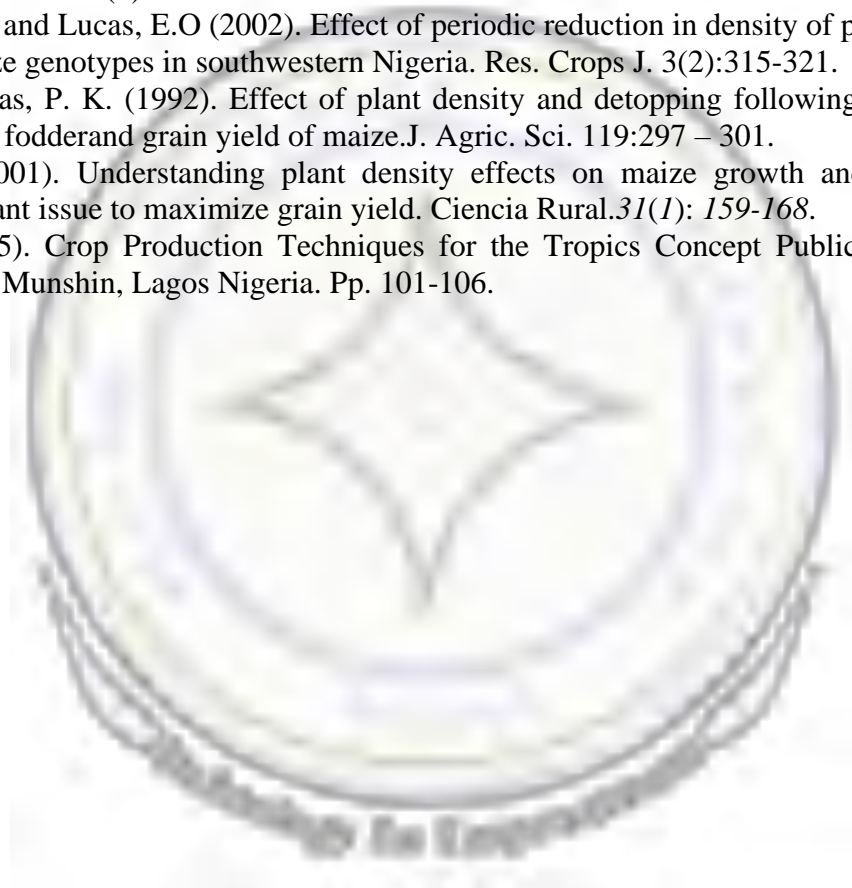 and Lucas, E.O (2002). Effect of periodic reduction in density of p
ze genotypes in southwestern Nigeria. Res. Crops J. 3(2):315-321.
as, P. K. (1992). Effect of plant density and detopping following
fodderand grain yield of maize.J. Agric. Sci. 119:297 – 301.
001). Understanding plant density effects on maize growth an
ant issue to maximize grain yield. Ciencia Rural.31(1): 159-168.
5). Crop Production Techniques for the Tropics Concept Public
Munshin, Lagos Nigeria. Pp. 101-106.